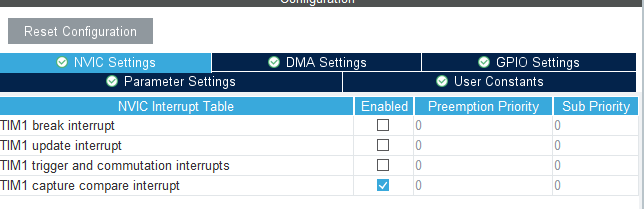 Configuration
Reset Configuration
NVIC Settings DMA Settings GPIO Settings
Parameter Settings User Constants
NVIC Interrupt Table Enabled Preemption Priority Sub Priority
TIM1 break interrupt 0 0
TIM1 update interrupt 0 0
TIM1 trigger and commutation interrupts 0 0
TIM1 capture compare interrupt 0 0